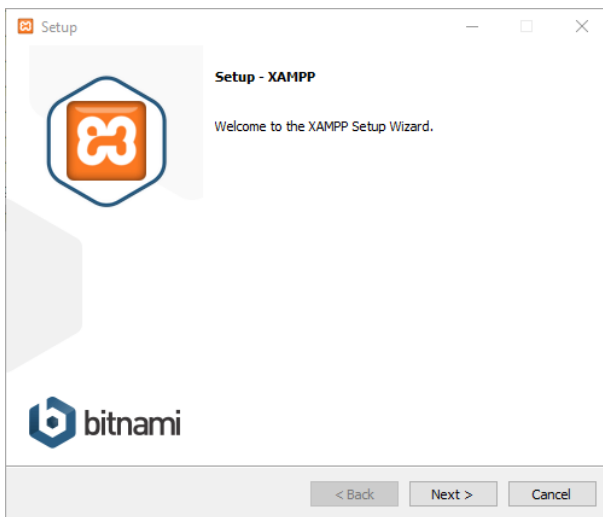 Setup
Setup - XAMPP
Welcome to the XAMPP Setup Wizard.
bitnami
< Back
Next >
Cancel